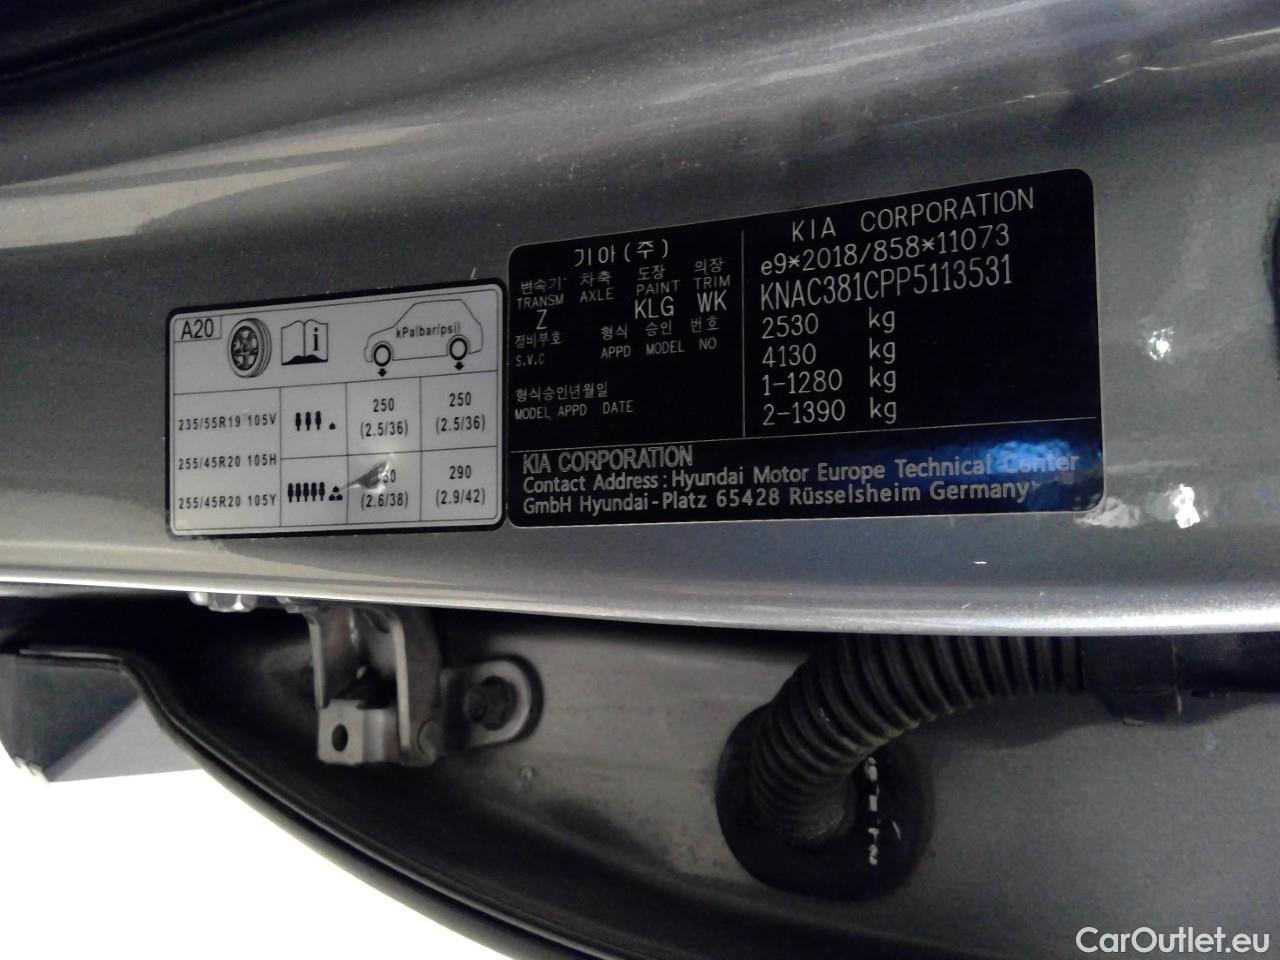 A20
kPa(bar/psi)
235/55R19 105V
255/45R20 105H
255/45R20 105Y
250 250
(2.5/36) (2.5/36)
290
(2.6/38) (2.9/42)
기아(주)
변속기 차축 도장 의장
TRANSM AXLE PAINT TRIM
Z KLG WK
정비부호 형식 승인 번호
S.V.C APPD MODEL NO
형식승인년월일
MODEL, APPD DATE
KIA CORPORATION
e9*2018/858*11073
KNAC381CPP5113531
2530 kg
4130 kg
1-1280 kg
2-1390 kg
KIA CORPORATION
Contact Address : Hyundai Motor Europe Technical Center
GmbH Hyundai-Platz 65428 Rüsselsheim Germany
CarOutlet.eu